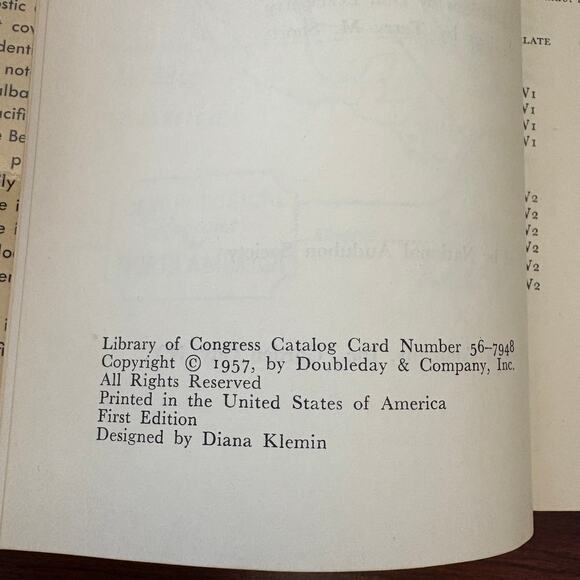 LATE
Library of Congress Catalog Card Number 56-7948
Copyright © 1957, by Doubleday & Company, Inc.
All Rights Reserved
Printed in the United States of America
First Edition
Designed by Diana Klemin